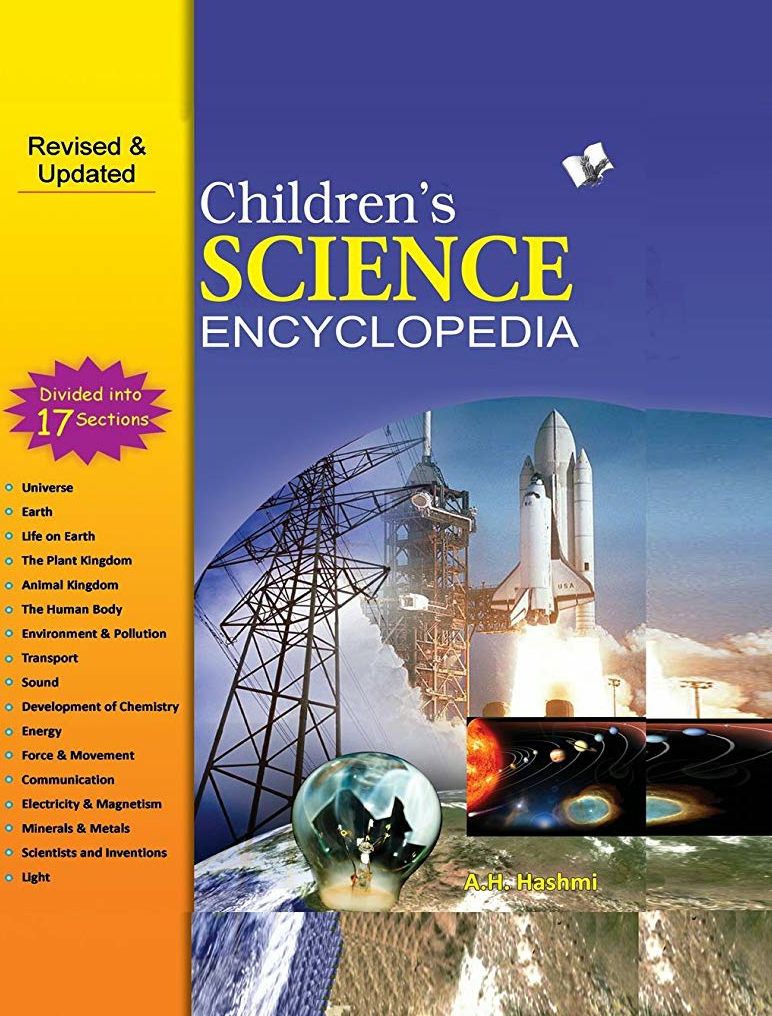 Revised &
Updated
Children's
SCIENCE
ENCYCLOPEDIA
Divided into
17 Sections
Universe
Earth
Life on Earth
The Plant Kingdom
Animal Kingdom
The Human Body
Environment & Pollution
Transport
Sound
Development of Chemistry
Energy
Force & Movement
Communication
Electricity & Magnetism
Minerals & Metals
Scientists and Inventions
Light
USA
A.H. Hashmi